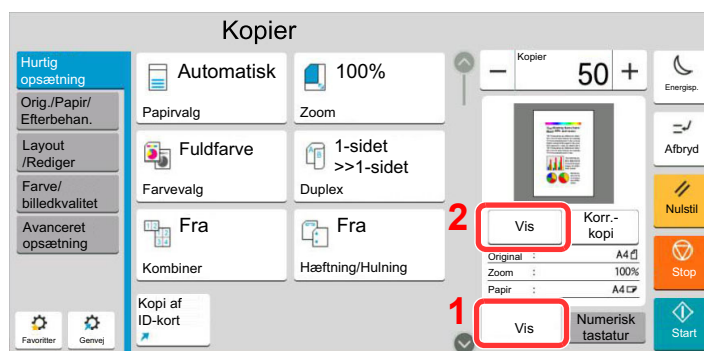 Kopier
Hurtig
opsætning
Orig./Papir/
Efterbehan.
Layout
/Rediger
Farve/
billedkvalitet
Avanceret
opsætning
Favoritter
Genvej
Automatisk
Papirvalg
100%
Zoom
Fuldfarve
Farvevalg
1-sidet
>>1-sidet
Duplex
Fra
Kombiner
Fra
Hæftning/Hulning
Kopi af
ID-kort
Kopier
50
2
Vis
Korr.-
kopi
Original : A4
Zoom : 100%
Papir : A4
1
Vis
Numerisk
tastatur
Energisp.
Afbryd
Nulstil
Stop
Start